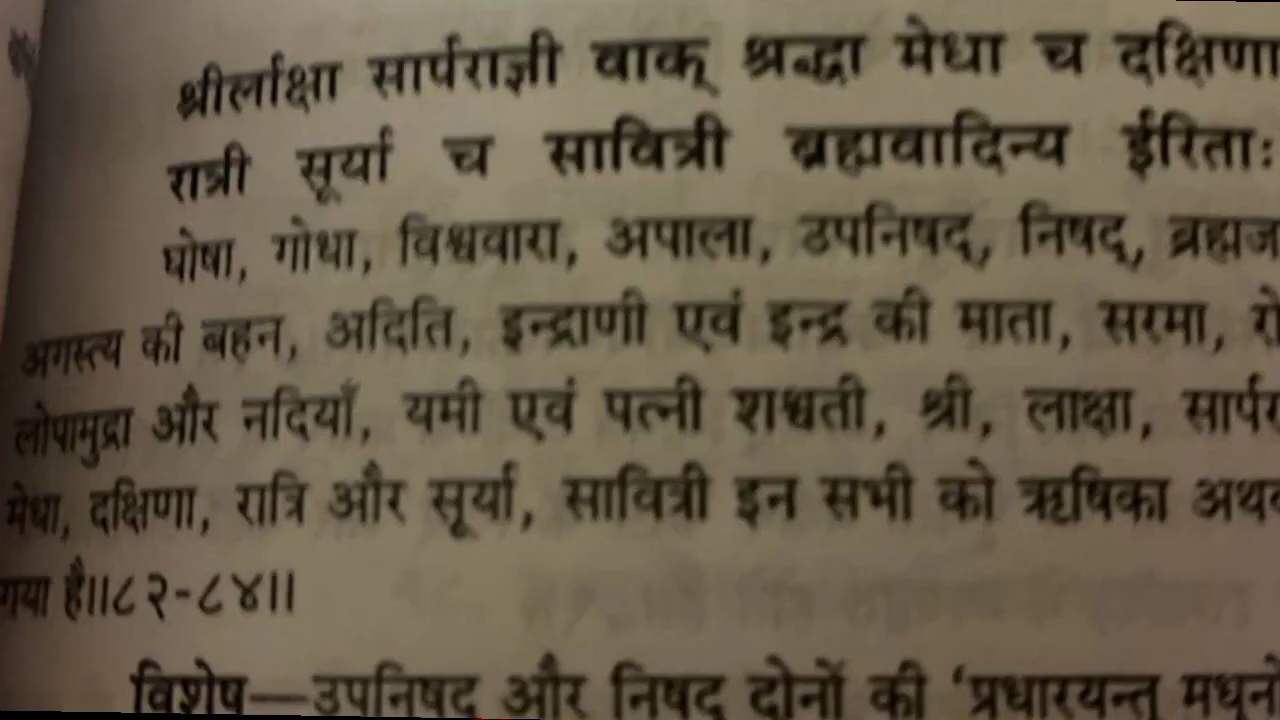 श्रीर्लाक्षा सार्पराज्ञी वाक् श्रद्धा मेधा च दक्षिणा
रात्री सूर्या च सावित्री ब्रह्मवादिन्य ईरिताः
घोषा, गोधा, विश्ववारा, अपाला, उपनिषद्, निषद्, ब्रह्मज
अगस्त्य की बहन, अदिति, इन्द्राणी एवं इन्द्र की माता, सरमा, रो
लोपामुद्रा और नदियाँ, यमी एवं पत्नी शश्वती, श्री, लाक्षा, सार्पर
मेधा, दक्षिणा, रात्रि और सूर्या, सावित्री इन सभी को ऋषिका अथव
गया है॥८२-८४॥
विशेष—उपनिषद् और निषद् दोनों की 'प्रधारयन्तु मधुनो